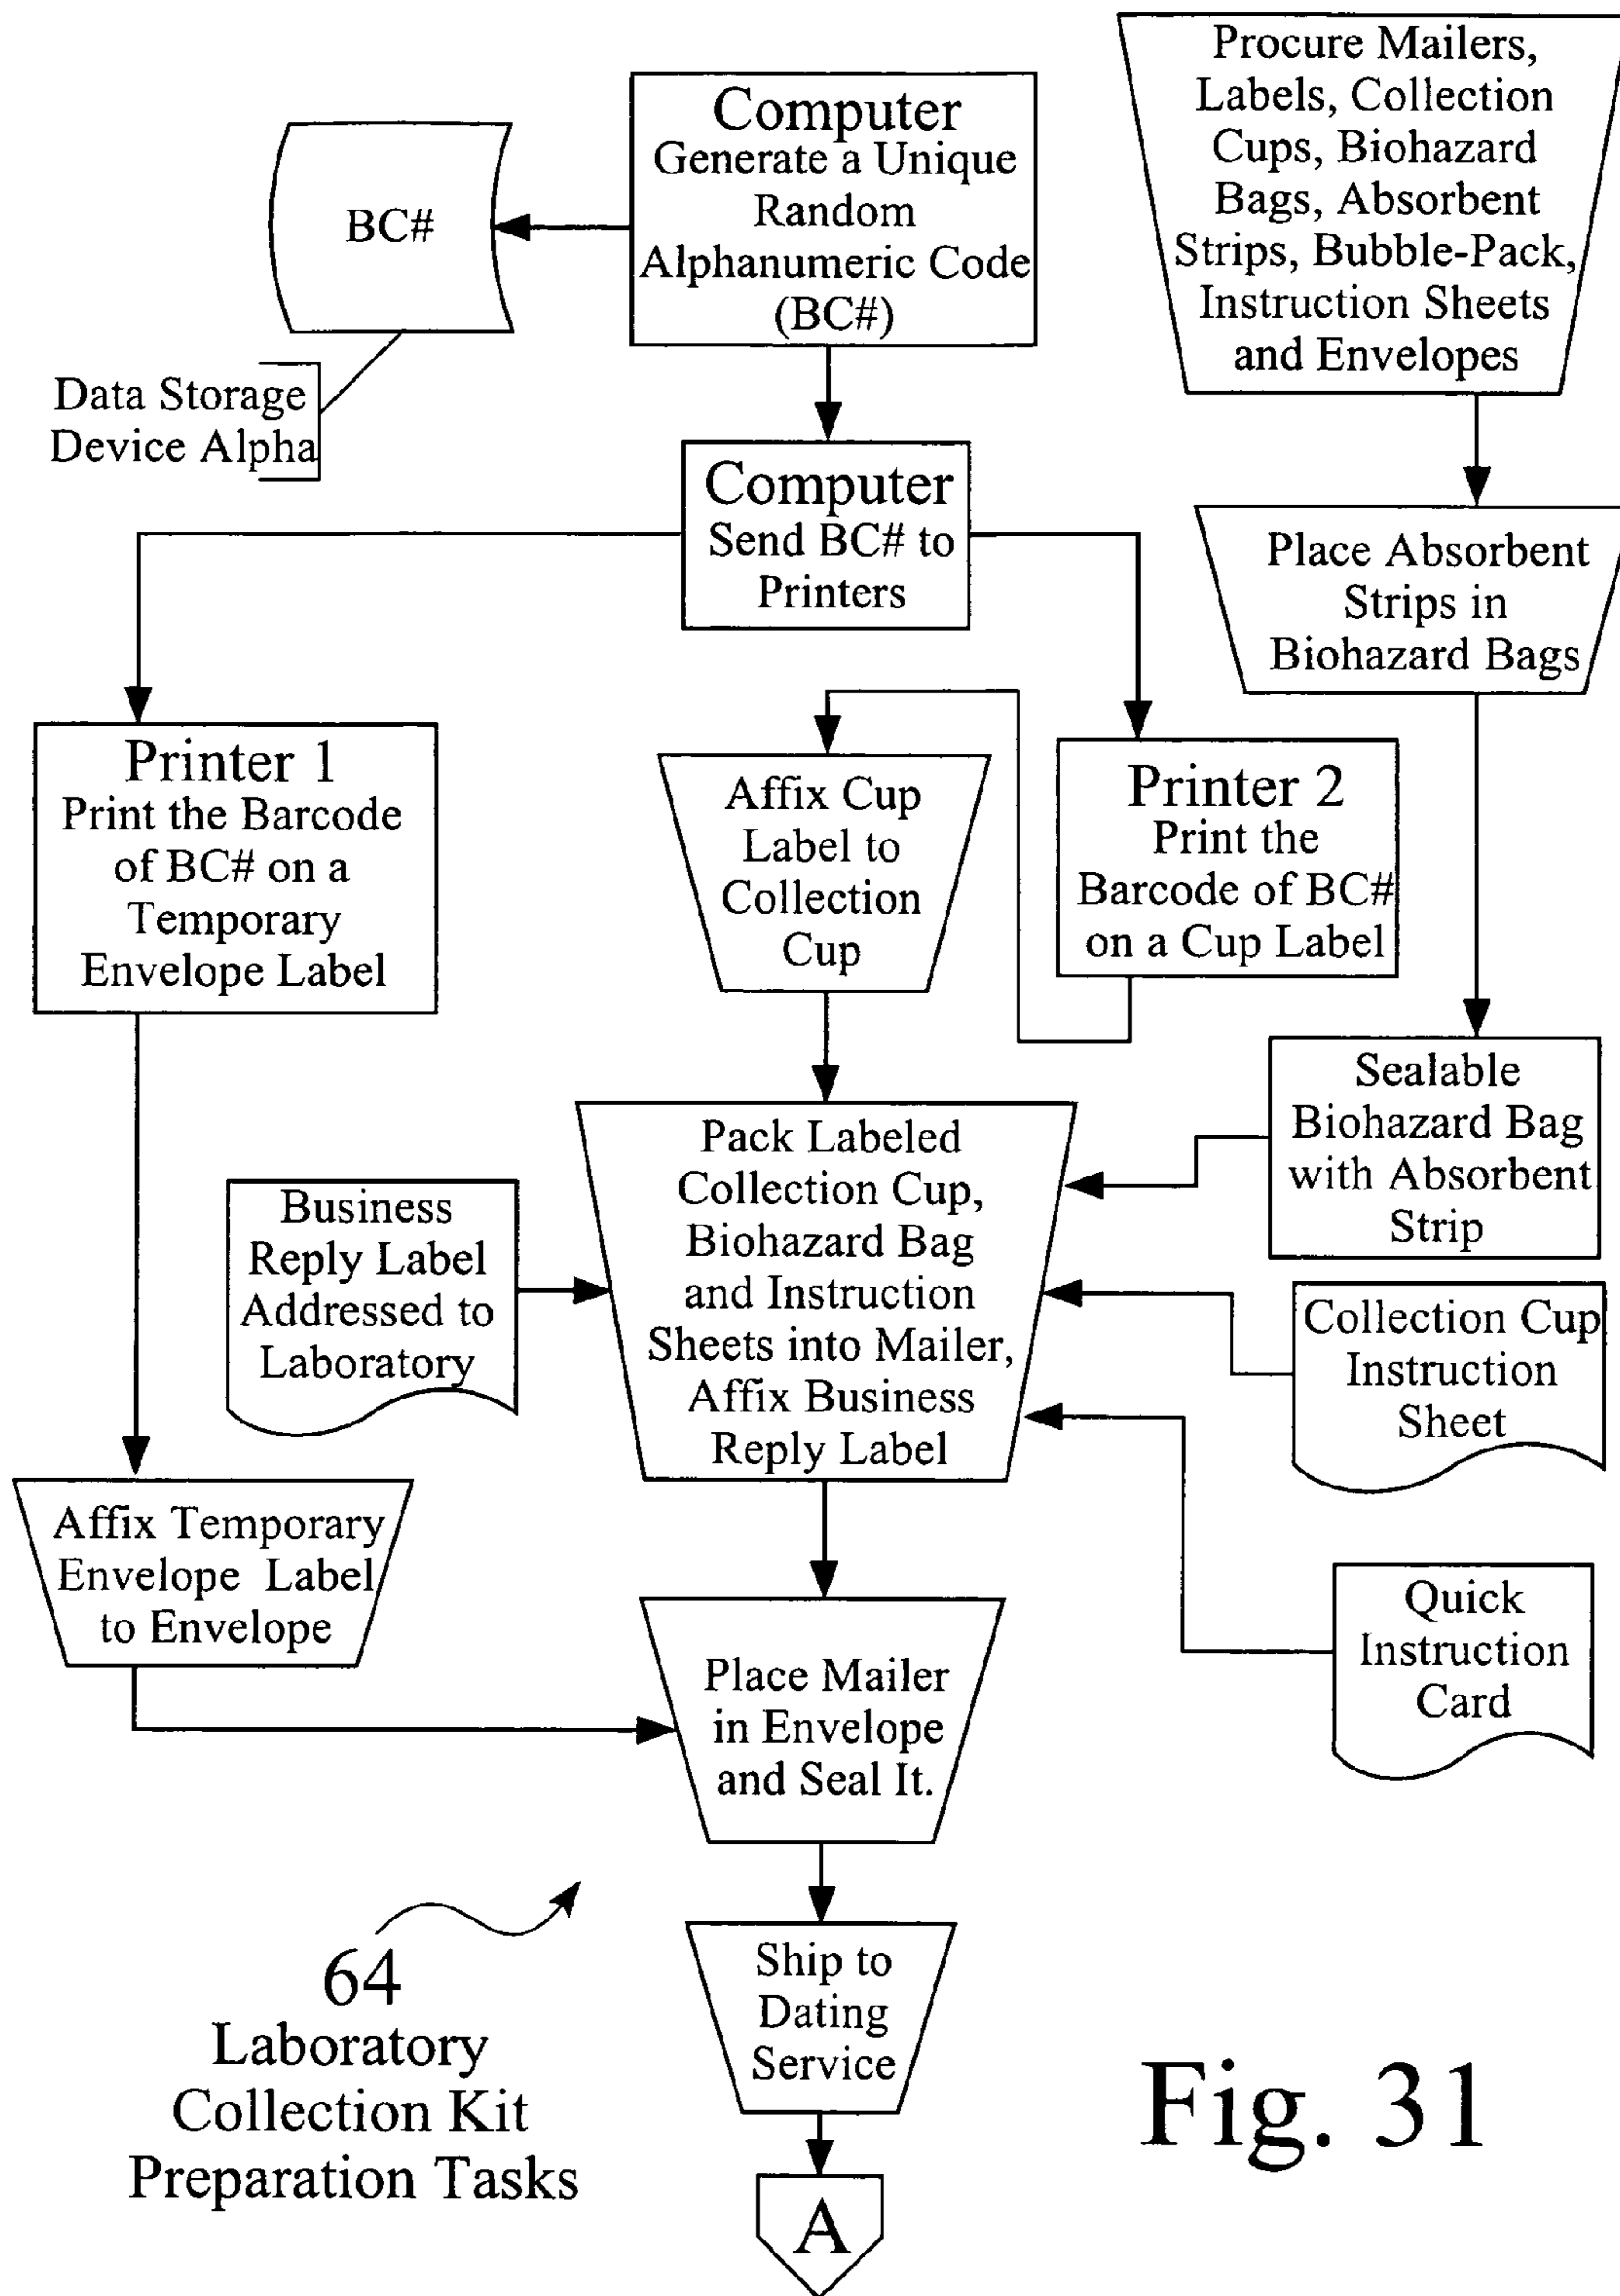 Procure Mailers,
Labels, Collection
Cups, Biohazard
Bags, Absorbent
Strips, Bubble-Pack,
Instruction Sheets
and Envelopes
Computer
Generate a Unique
Random
Alphanumeric Code
(BC#)
BC#
Data Storage
Device Alpha
Computer
Send BC# to
Printers
Place Absorbent
Strips in
Biohazard Bags
Printer 1
Print the Barcode
of BC# on a
Temporary
Envelope Label
Affix Cup
Label to
Collection
Cup
Printer 2
Print the
Barcode of BC#
on a Cup Label
Sealable
Biohazard Bag
with Absorbent
Strip
Pack Labeled
Collection Cup,
Biohazard Bag
and Instruction
Sheets into Mailer,
Affix Business
Reply Label
Business
Reply Label
Addressed to
Laboratory
Collection Cup
Instruction
Sheet
Affix Temporary
Envelope Label
to Envelope
Quick
Instruction
Card
Place Mailer
in Envelope
and Seal It.
Ship to
Dating
Service
64
Laboratory
Collection Kit
Preparation Tasks
A
Fig. 31